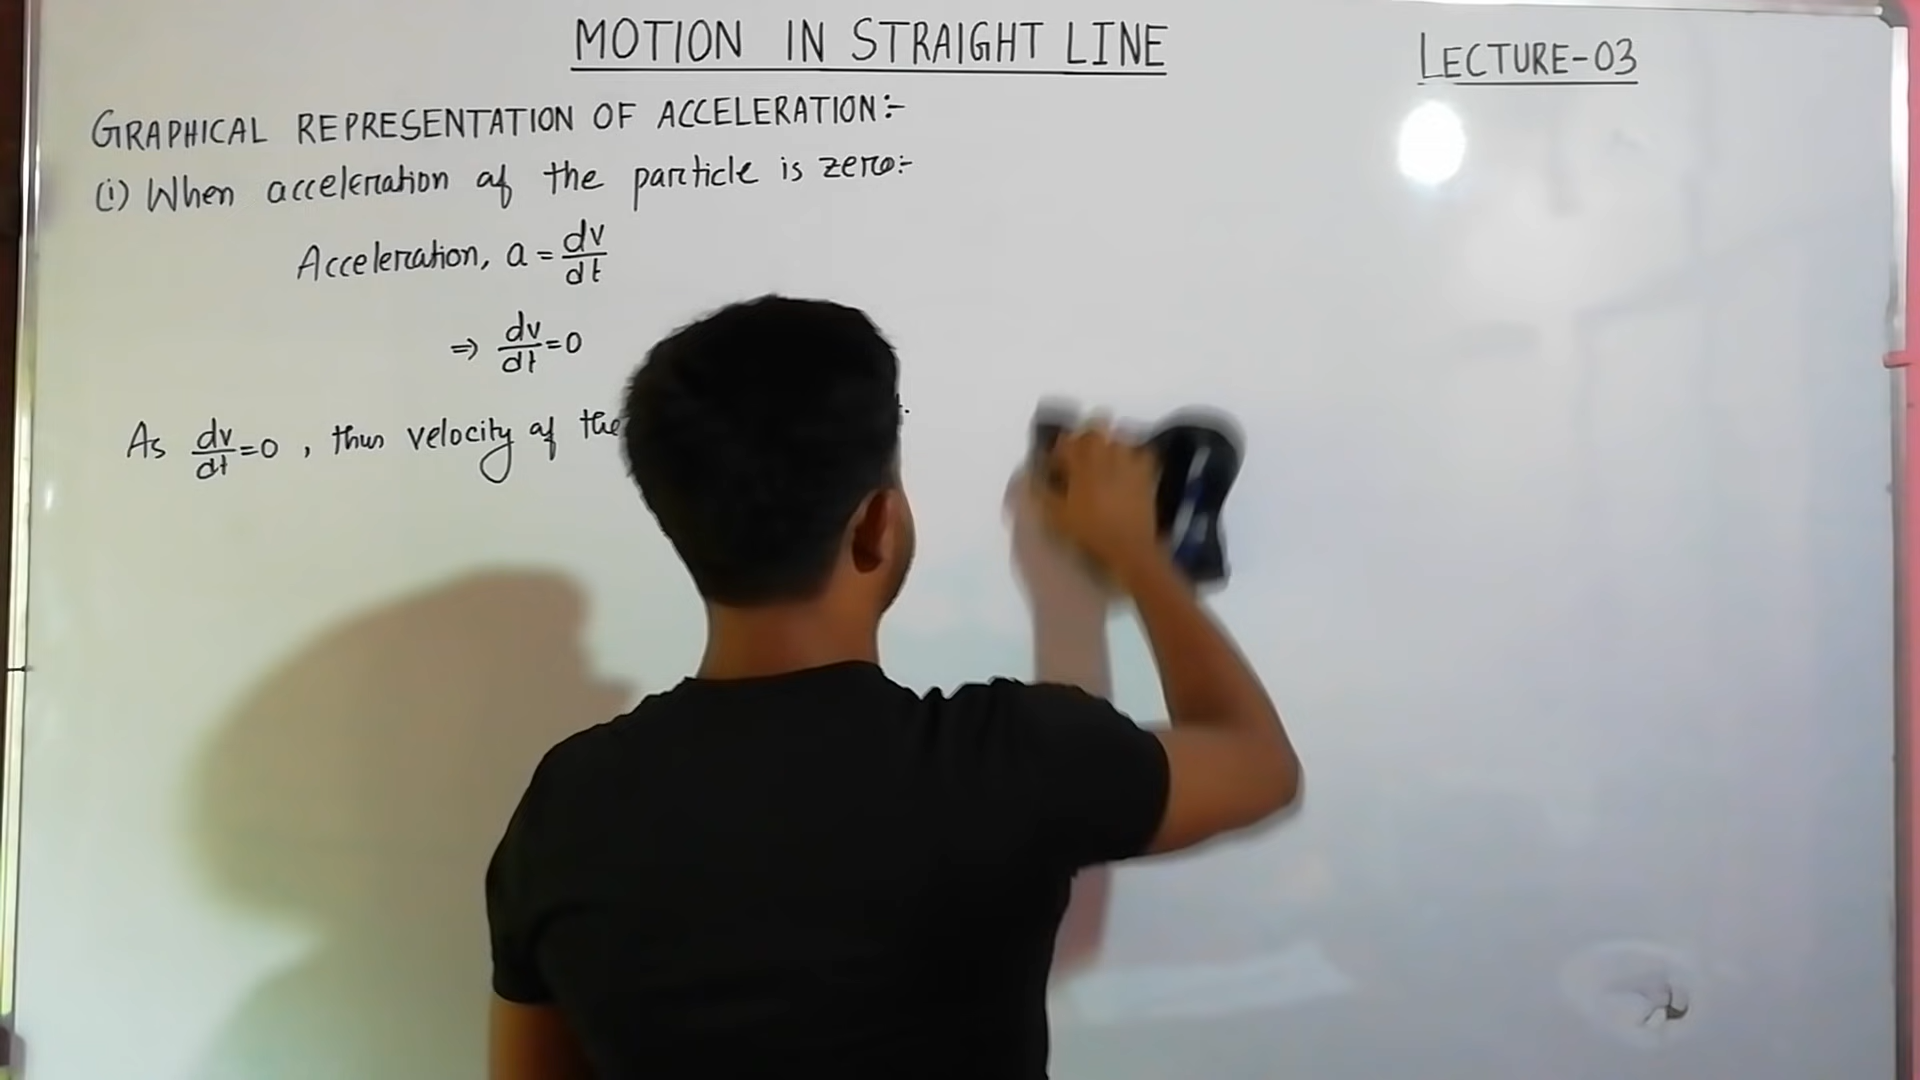 MOTION IN STRAIGHT LINE
LECTURE-03
GRAPHICAL REPRESENTATION OF ACCELERATION:-
(i) When acceleration of the particle is zero:-
Acceleration, a = dv/dt
⇒ dv/dt = 0
As dv/dt = 0, thus velocity of the